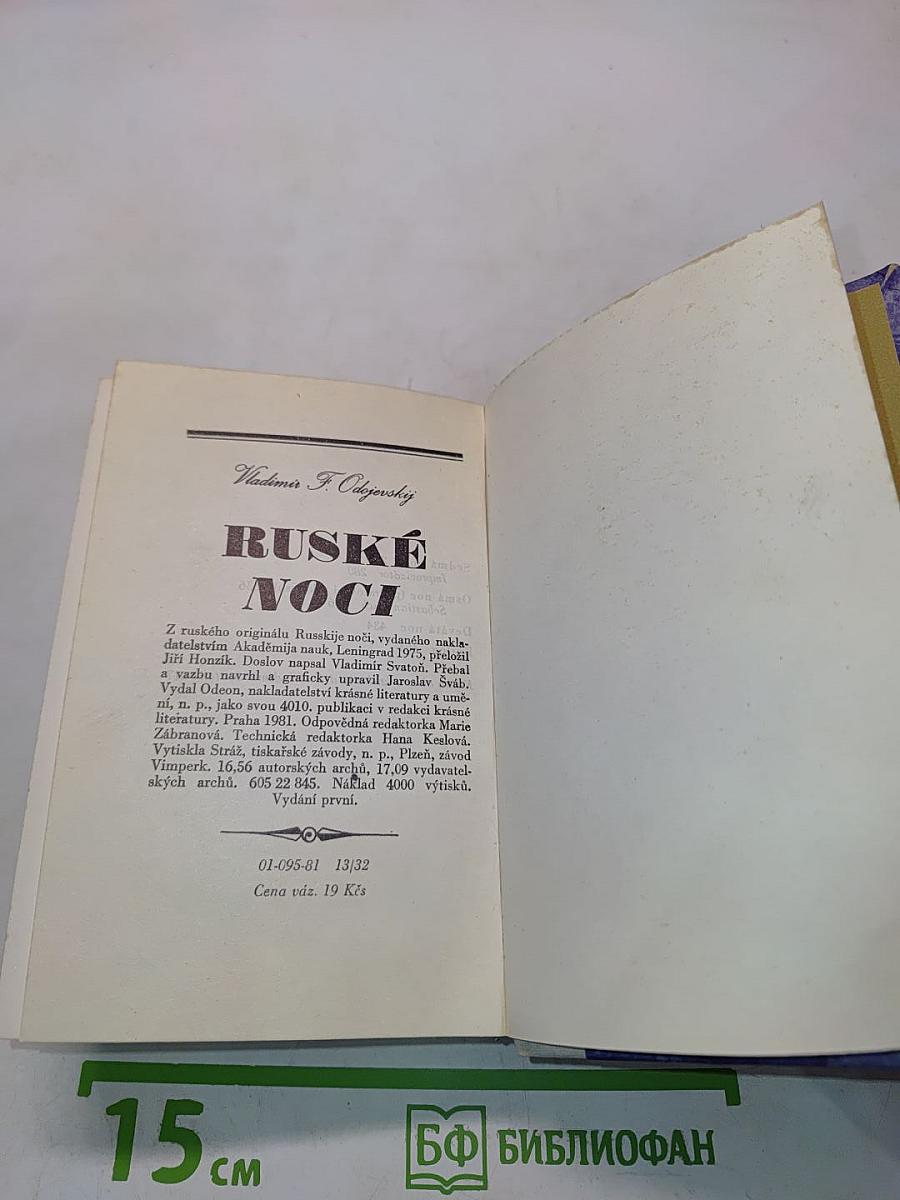 Vladimír F. Odojevskij
RUSKÉ
NOCI
Z ruského originálu Russkije noči, vydaného nakla-
datelstvím Akaděmija nauk, Leningrad 1975, přeložil
Jiří Honzík. Doslov napsal Vladimír Svatoň. Přebal
a vazbu navrhl a graficky upravil Jaroslav Šváb.
Vydal Odeon, nakladatelství krásné literatury a umě-
ní, n. p., jako svou 4010. publikaci v redakci krásné
literatury. Praha 1981. Odpovědná redaktorka Marie
Zábranová. Technická redaktorka Hana Keslová.
Vytiskla Stráž, tiskařské závody, n. p., Plzeň, závod
Vimperk. 16,56 autorských archů, 17,09 vydavatel-
ských archů. 605 22 845. Náklad 4000 výtisků.
Vydání první.
01-095-81 13/32
Cena váz. 19 Kčs
15 см
БФ БИБЛИОФАН